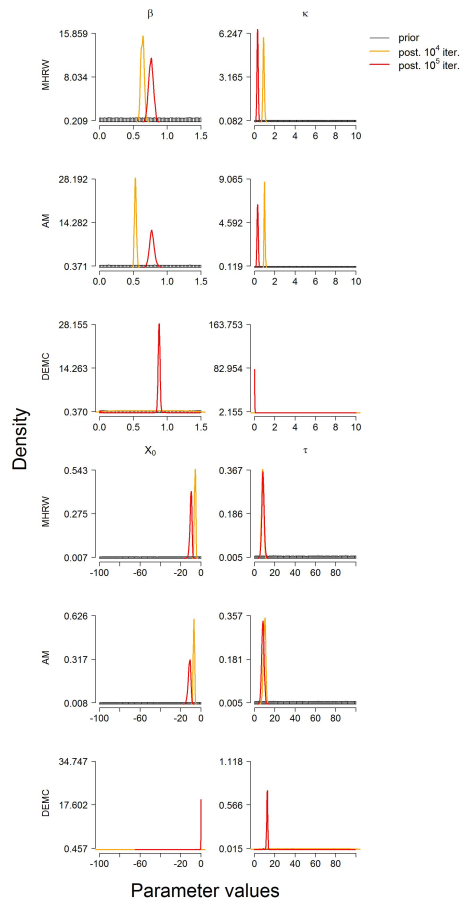 β κ
prior
post. 10⁴ iter.
post. 10⁵ iter.
MHRW
15.859
8.034
0.209
0.0 0.5 1.0 1.5
6.247
3.165
0.082
0 2 4 6 8 10
AM
28.192
14.282
0.371
0.0 0.5 1.0 1.5
9.065
4.592
0.119
0 2 4 6 8 10
DEMC
28.155
14.263
0.370
0.0 0.5 1.0 1.5
163.753
82.954
2.155
0 2 4 6 8 10
Density
X₀ τ
MHRW
0.543
0.275
0.007
-100 -60 -20 0
0.367
0.186
0.005
0 20 40 60 80
AM
0.626
0.317
0.008
-100 -60 -20 0
0.357
0.181
0.005
0 20 40 60 80
DEMC
34.747
17.602
0.457
-100 -60 -20 0
1.118
0.566
0.015
0 20 40 60 80
Parameter values